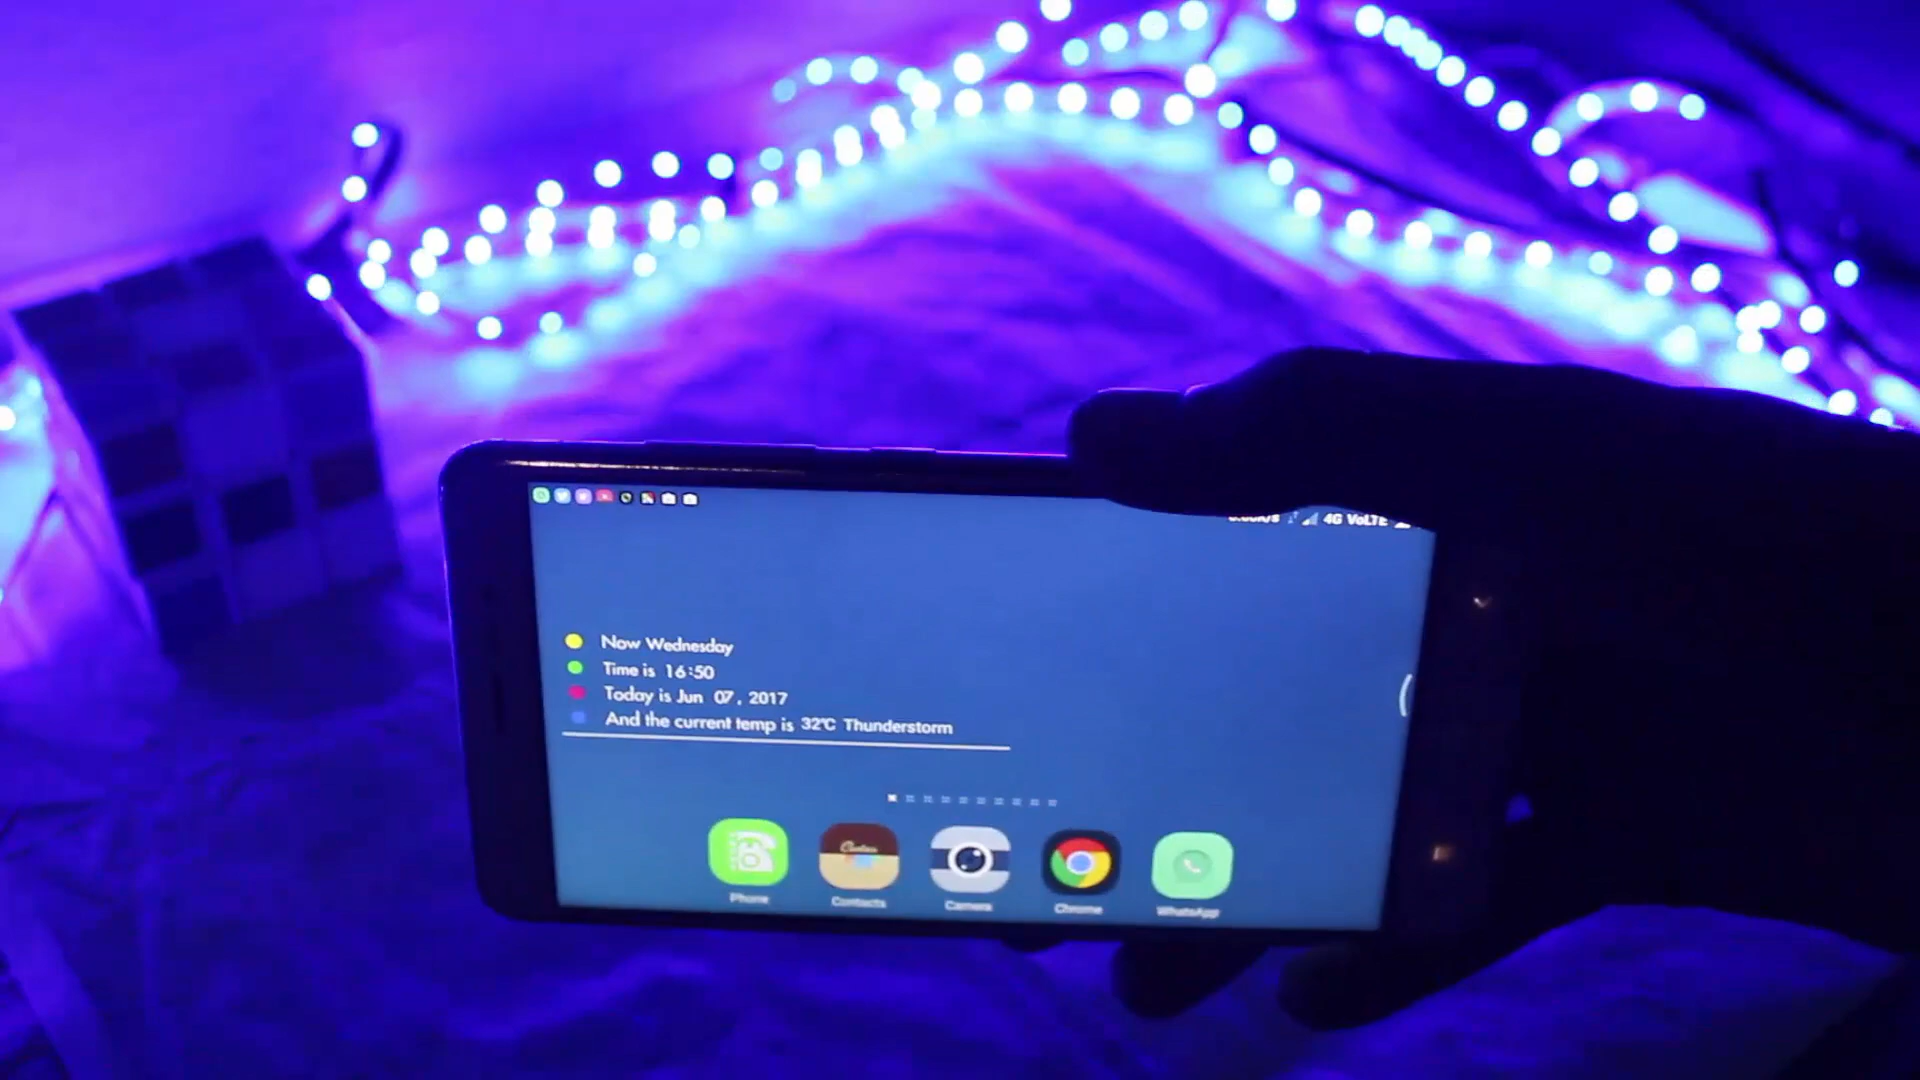 4G VoLTE
Now Wednesday
Time is 16:50
Today is Jun 07, 2017
And the current temp is 32℃ Thunderstorm
Phone
Contacts
Camera
Chrome
WhatsApp